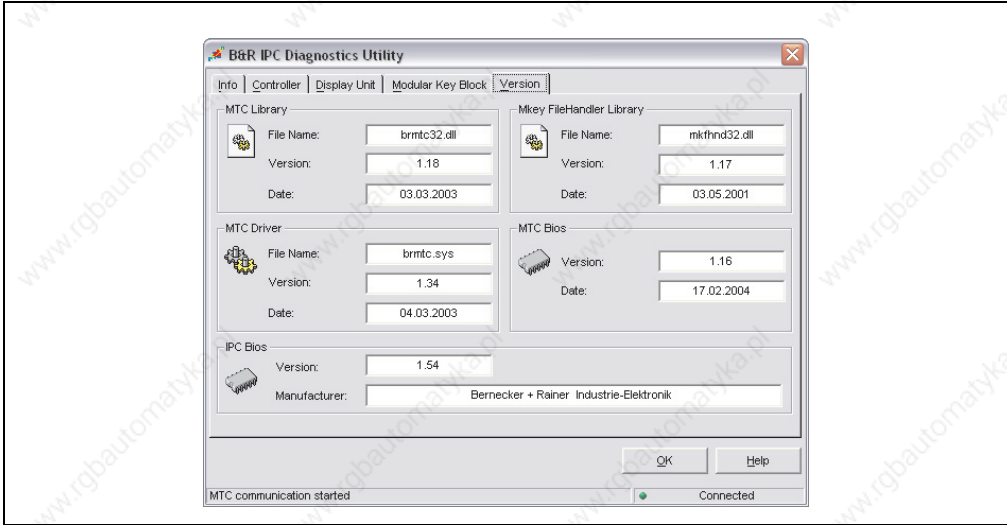 B&R IPC Diagnostics Utility
Info Controller Display Unit Modular Key Block Version
MTC Library
File Name: brmtc32.dll
Version: 1.18
Date: 03.03.2003
Mkey FileHandler Library
File Name: mkfhnd32.dll
Version: 1.17
Date: 03.05.2001
MTC Driver
File Name: brmtc.sys
Version: 1.34
Date: 04.03.2003
MTC Bios
Version: 1.16
Date: 17.02.2004
IPC Bios
Version: 1.54
Manufacturer: Bernecker + Rainer Industrie-Elektronik
OK Help
MTC communication started Connected
www.rgbautomatyka.pl